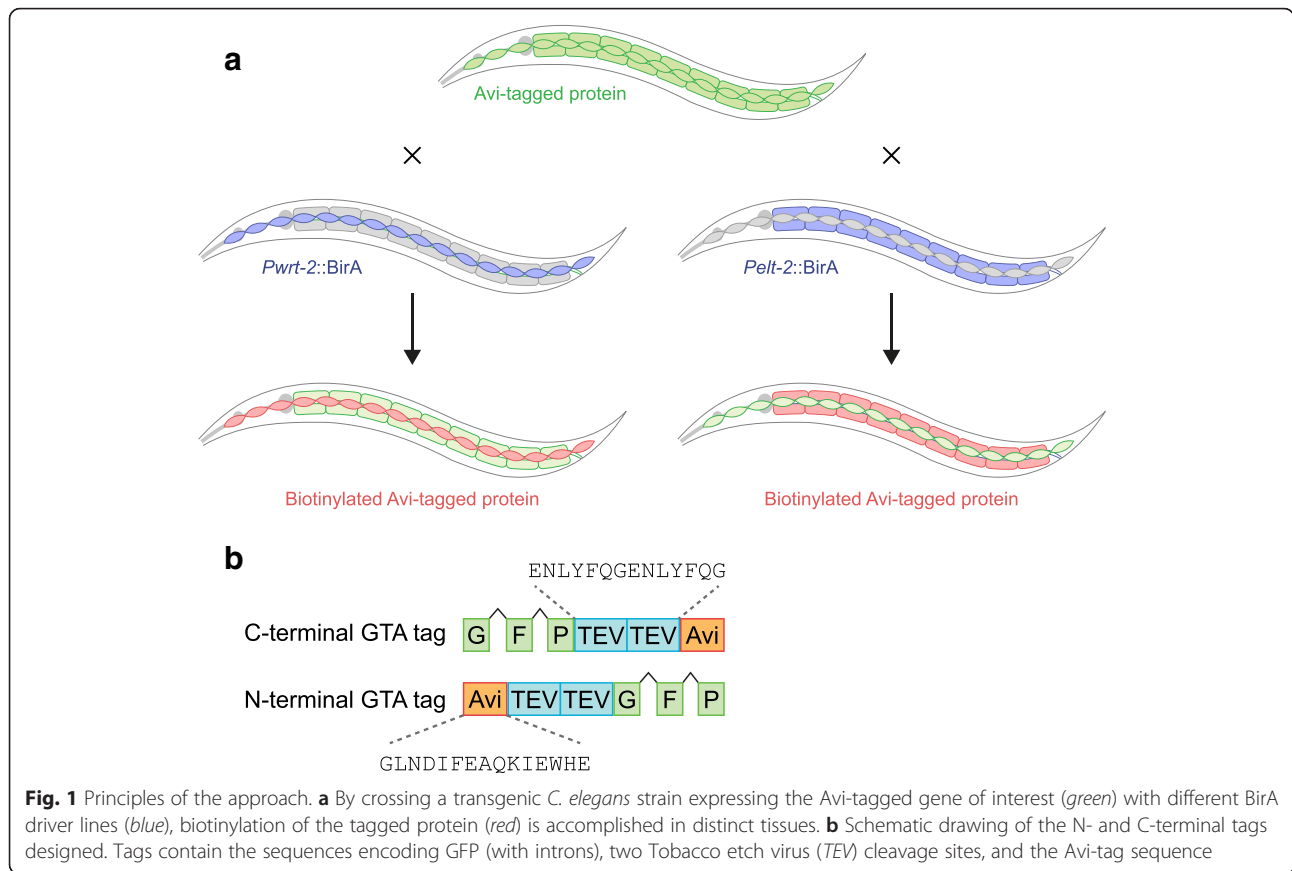 a
Avi-tagged protein
× ×
Pwrt-2::BirA Pelt-2::BirA
Biotinylated Avi-tagged protein Biotinylated Avi-tagged protein
b
ENLYFQGENLYFQG
C-terminal GTA tag G F P TEV TEV Avi
N-terminal GTA tag Avi TEV TEV G F P
GLNDIFEAQKIEWHE
Fig. 1 Principles of the approach. a By crossing a transgenic C. elegans strain expressing the Avi-tagged gene of interest (green) with different BirA
driver lines (blue), biotinylation of the tagged protein (red) is accomplished in distinct tissues. b Schematic drawing of the N- and C-terminal tags
designed. Tags contain the sequences encoding GFP (with introns), two Tobacco etch virus (TEV) cleavage sites, and the Avi-tag sequence